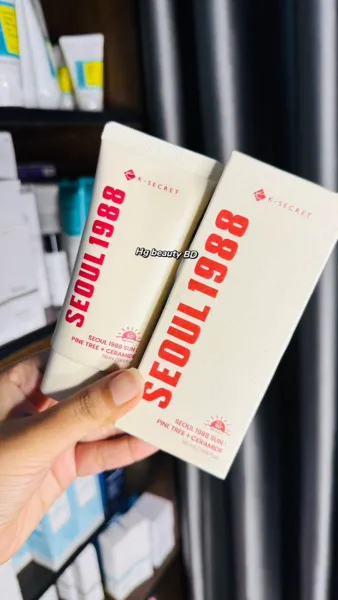 K-SECRET
SEOUL 1988
SEOUL 1988 SUN :
PINE TREE + CERAMIDE
Hg beauty BD
K-SECRET
SEOUL 1988
SEOUL 1988 SUN :
PINE TREE + CERAMIDE